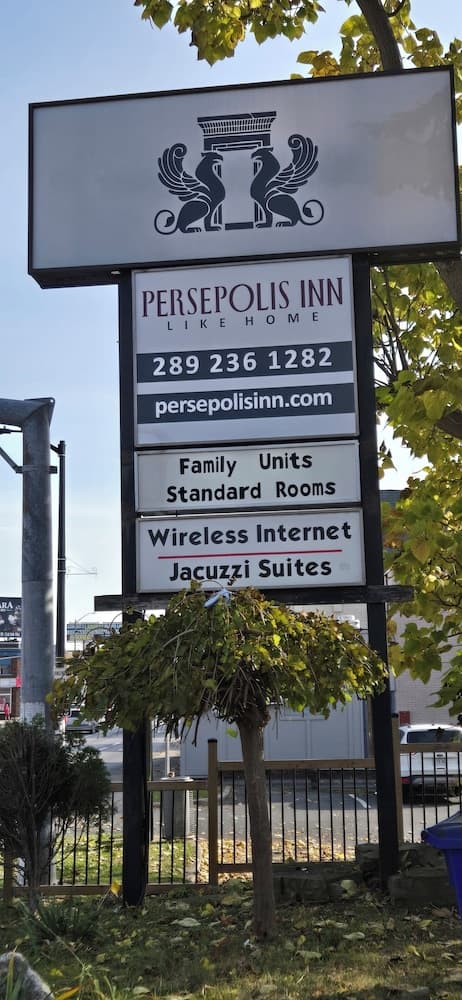 PERSEPOLIS INN
LIKE HOME
289 236 1282
persepolisinn.com
Family Units
Standard Rooms
Wireless Internet
Jacuzzi Suites